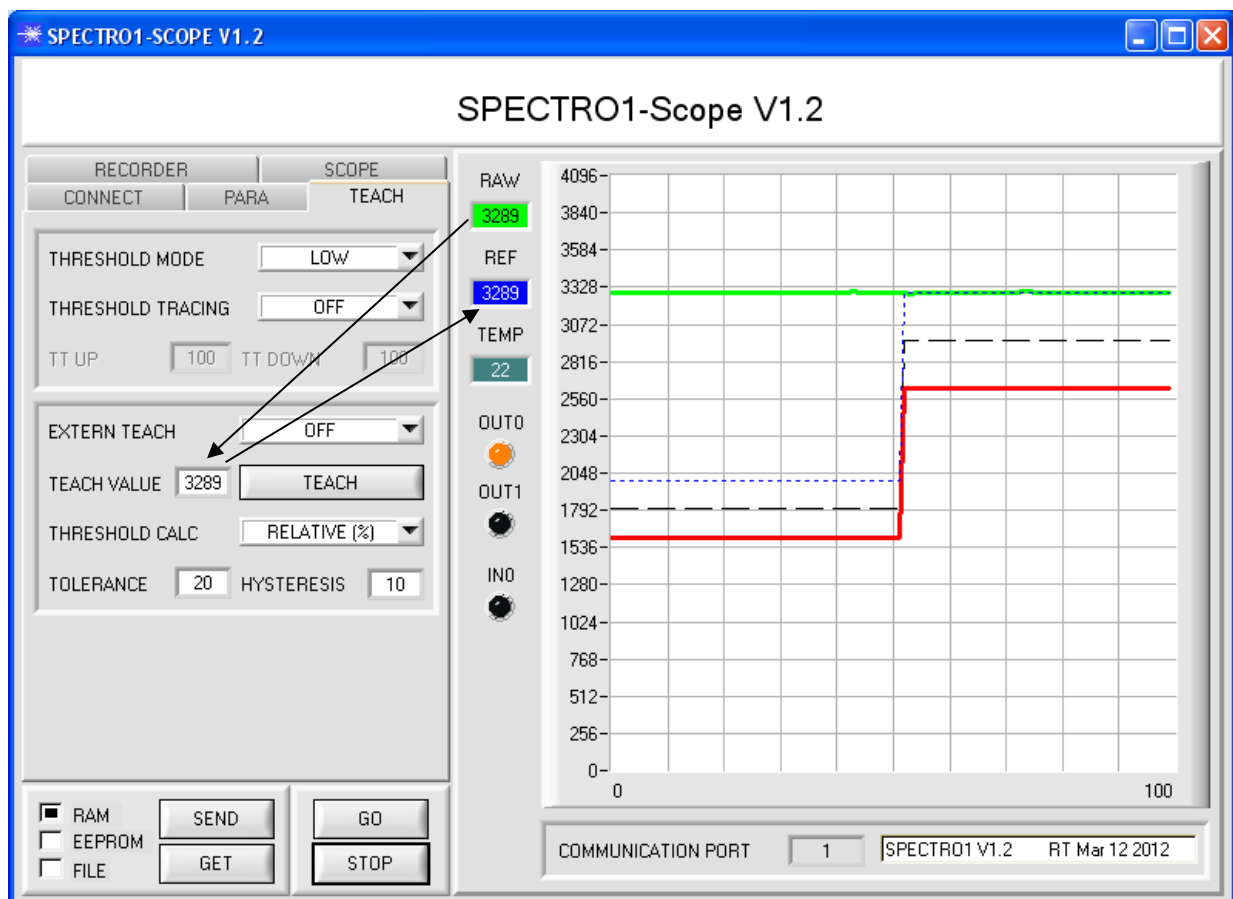 SPECTRO1-SCOPE V1.2
SPECTRO1-Scope V1.2
RECORDER SCOPE
CONNECT PARA TEACH
THRESHOLD MODE LOW
THRESHOLD TRACING OFF
TT UP 100 TT DOWN 100
EXTERN TEACH OFF
TEACH VALUE 3289 TEACH
THRESHOLD CALC RELATIVE (%)
TOLERANCE 20 HYSTERESIS 10
RAM SEND GO
EEPROM
FILE GET STOP
RAW
3289
REF
3289
TEMP
22
OUT0
OUT1
IN0
4096
3840
3584
3328
3072
2816
2560
2304
2048
1792
1536
1280
1024
768
512
256
0
0 100
COMMUNICATION PORT 1 SPECTRO1 V1.2 RT Mar 12 2012